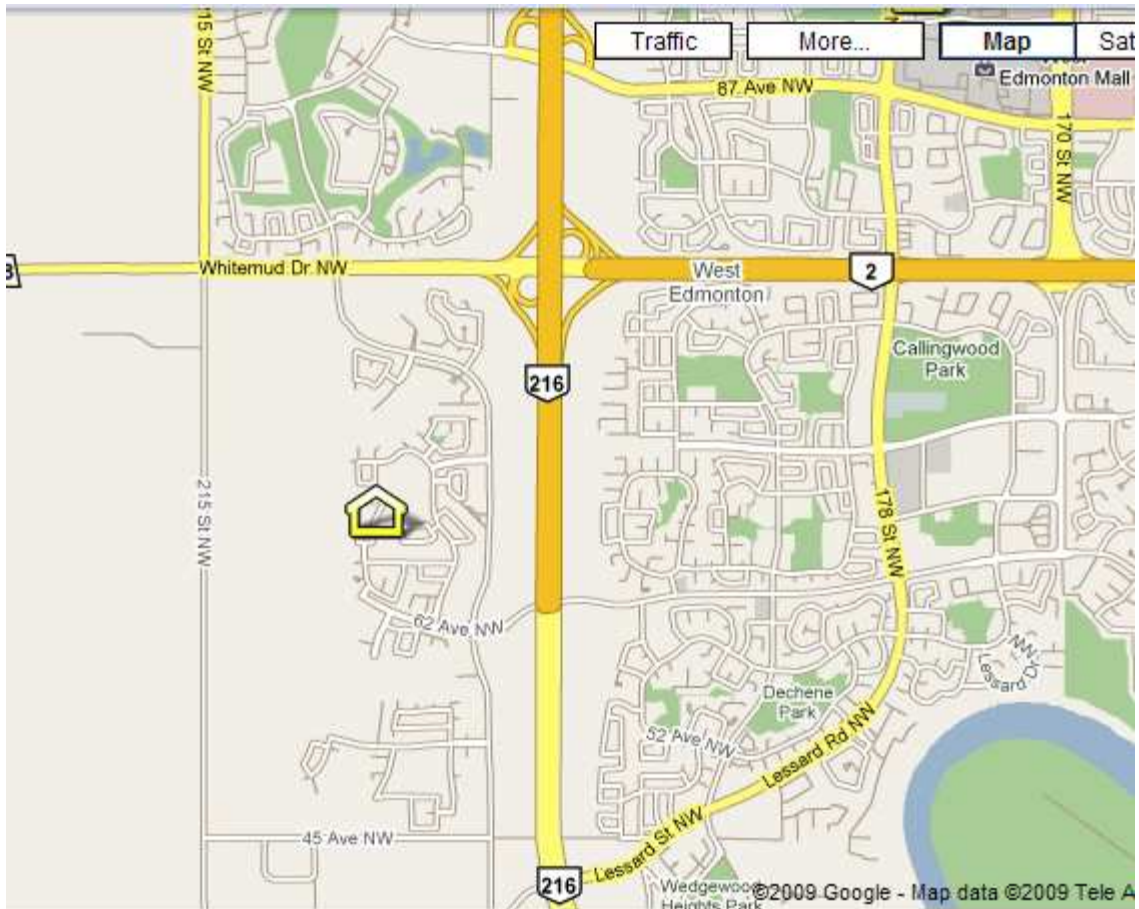 215 St NW
Traffic
More...
Map
Sat
West
Edmonton Mall
87 Ave NW
170 St NW
Whitemud Dr NW
West
Edmonton
2
216
Callingwood
Park
215 St NW
178 St NW
62 Ave NW
Lessard Dr
NW
Dechene
Park
52 Ave NW
Lessard Rd NW
45 Ave NW
Lessard St NW
216
Wedgewood
Heights Park
©2009 Google - Map data ©2009 Tele A